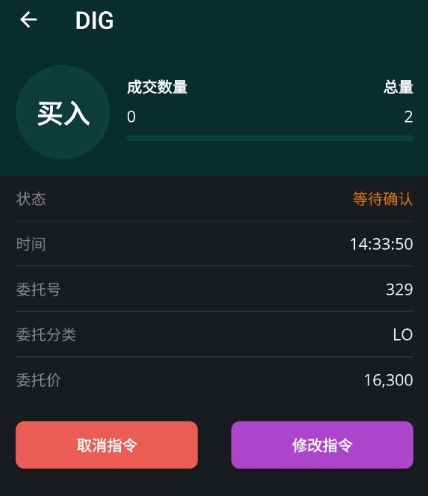 DIG
买入
成交数量 总量
0 2
状态 等待确认
时间 14:33:50
委托号 329
委托分类 LO
委托价 16,300
取消指令 修改指令